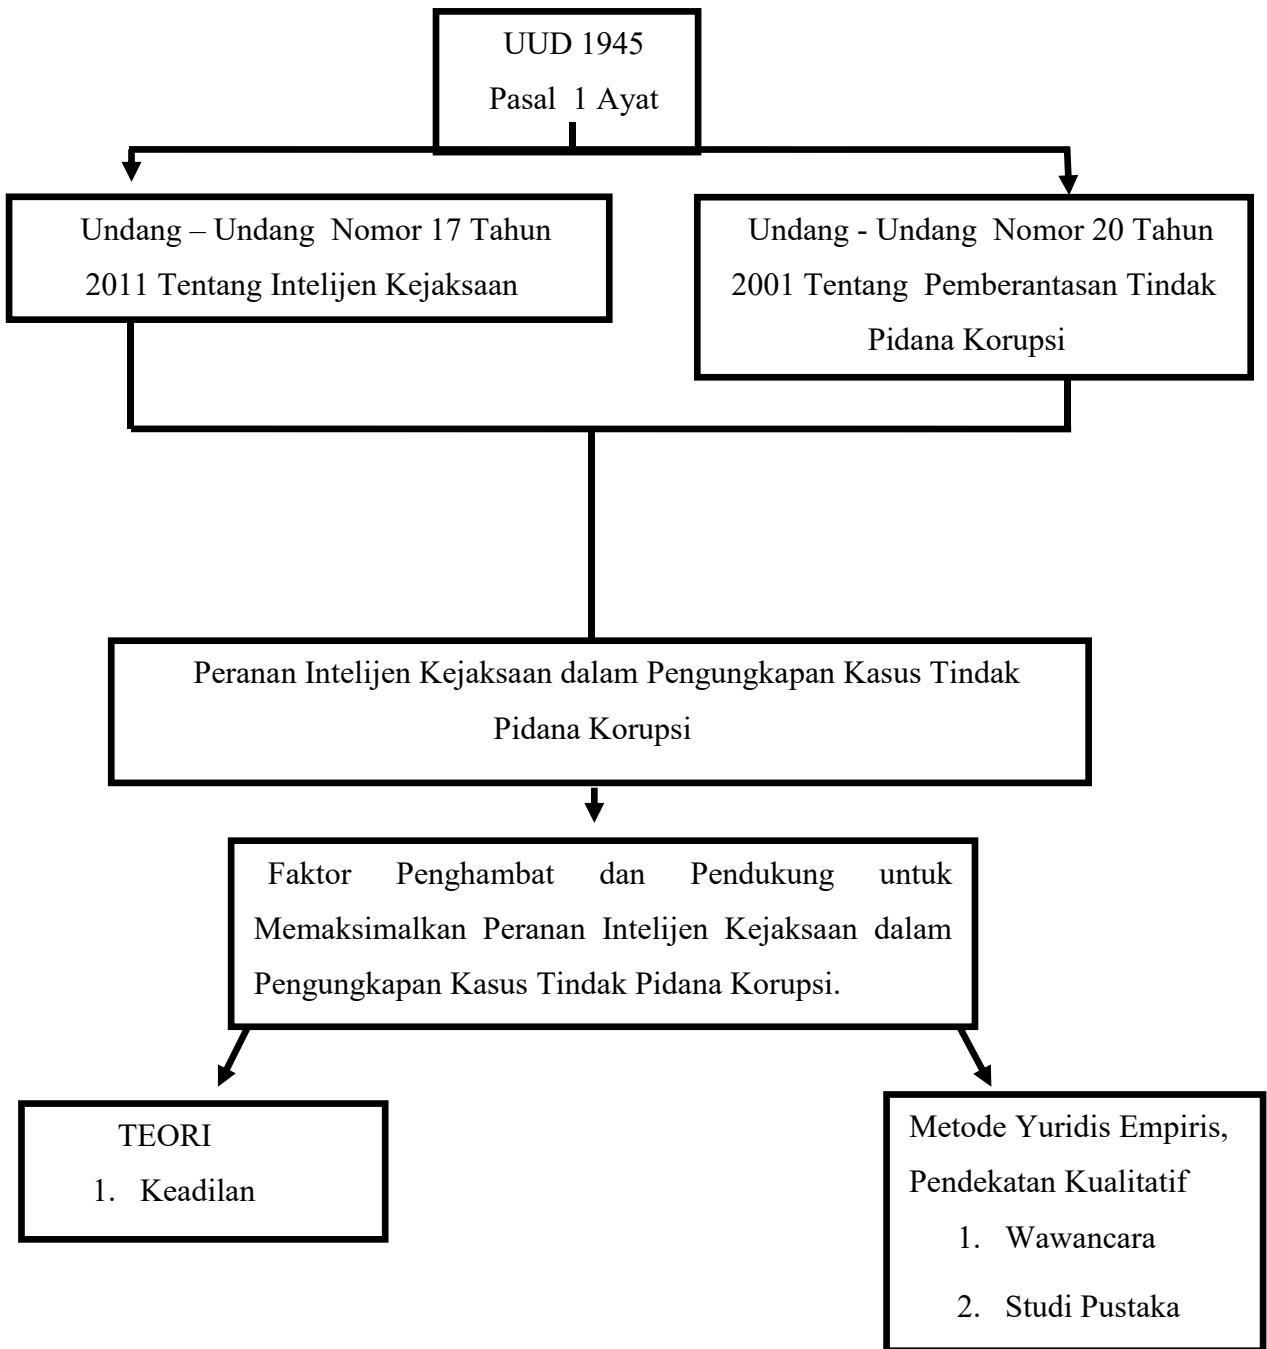 UUD 1945
Pasal 1 Ayat
Undang – Undang Nomor 17 Tahun
2011 Tentang Intelijen Kejaksaan
Undang - Undang Nomor 20 Tahun
2001 Tentang Pemberantasan Tindak
Pidana Korupsi
Peranan Intelijen Kejaksaan dalam Pengungkapan Kasus Tindak
Pidana Korupsi
Faktor Penghambat dan Pendukung untuk
Memaksimalkan Peranan Intelijen Kejaksaan dalam
Pengungkapan Kasus Tindak Pidana Korupsi.
TEORI
1. Keadilan
Metode Yuridis Empiris,
Pendekatan Kualitatif
1. Wawancara
2. Studi Pustaka